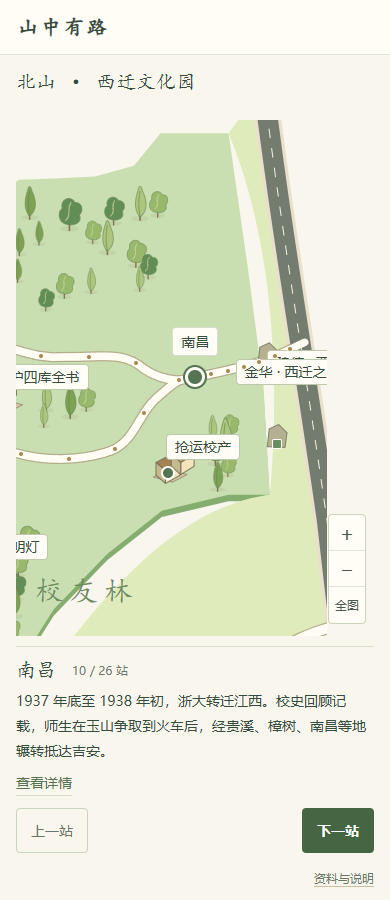 山中有路
北山 • 西迁文化园
南昌
金华 · 西迁之
护四库全书
抢运校产
明灯
校友林
+
−
全图
南昌 10 / 26 站
1937 年底至 1938 年初，浙大转迁江西。校史回顾记
载，师生在玉山争取到火车后，经贵溪、樟树、南昌等地
辗转抵达吉安。
查看详情
上一站
下一站
资料与说明